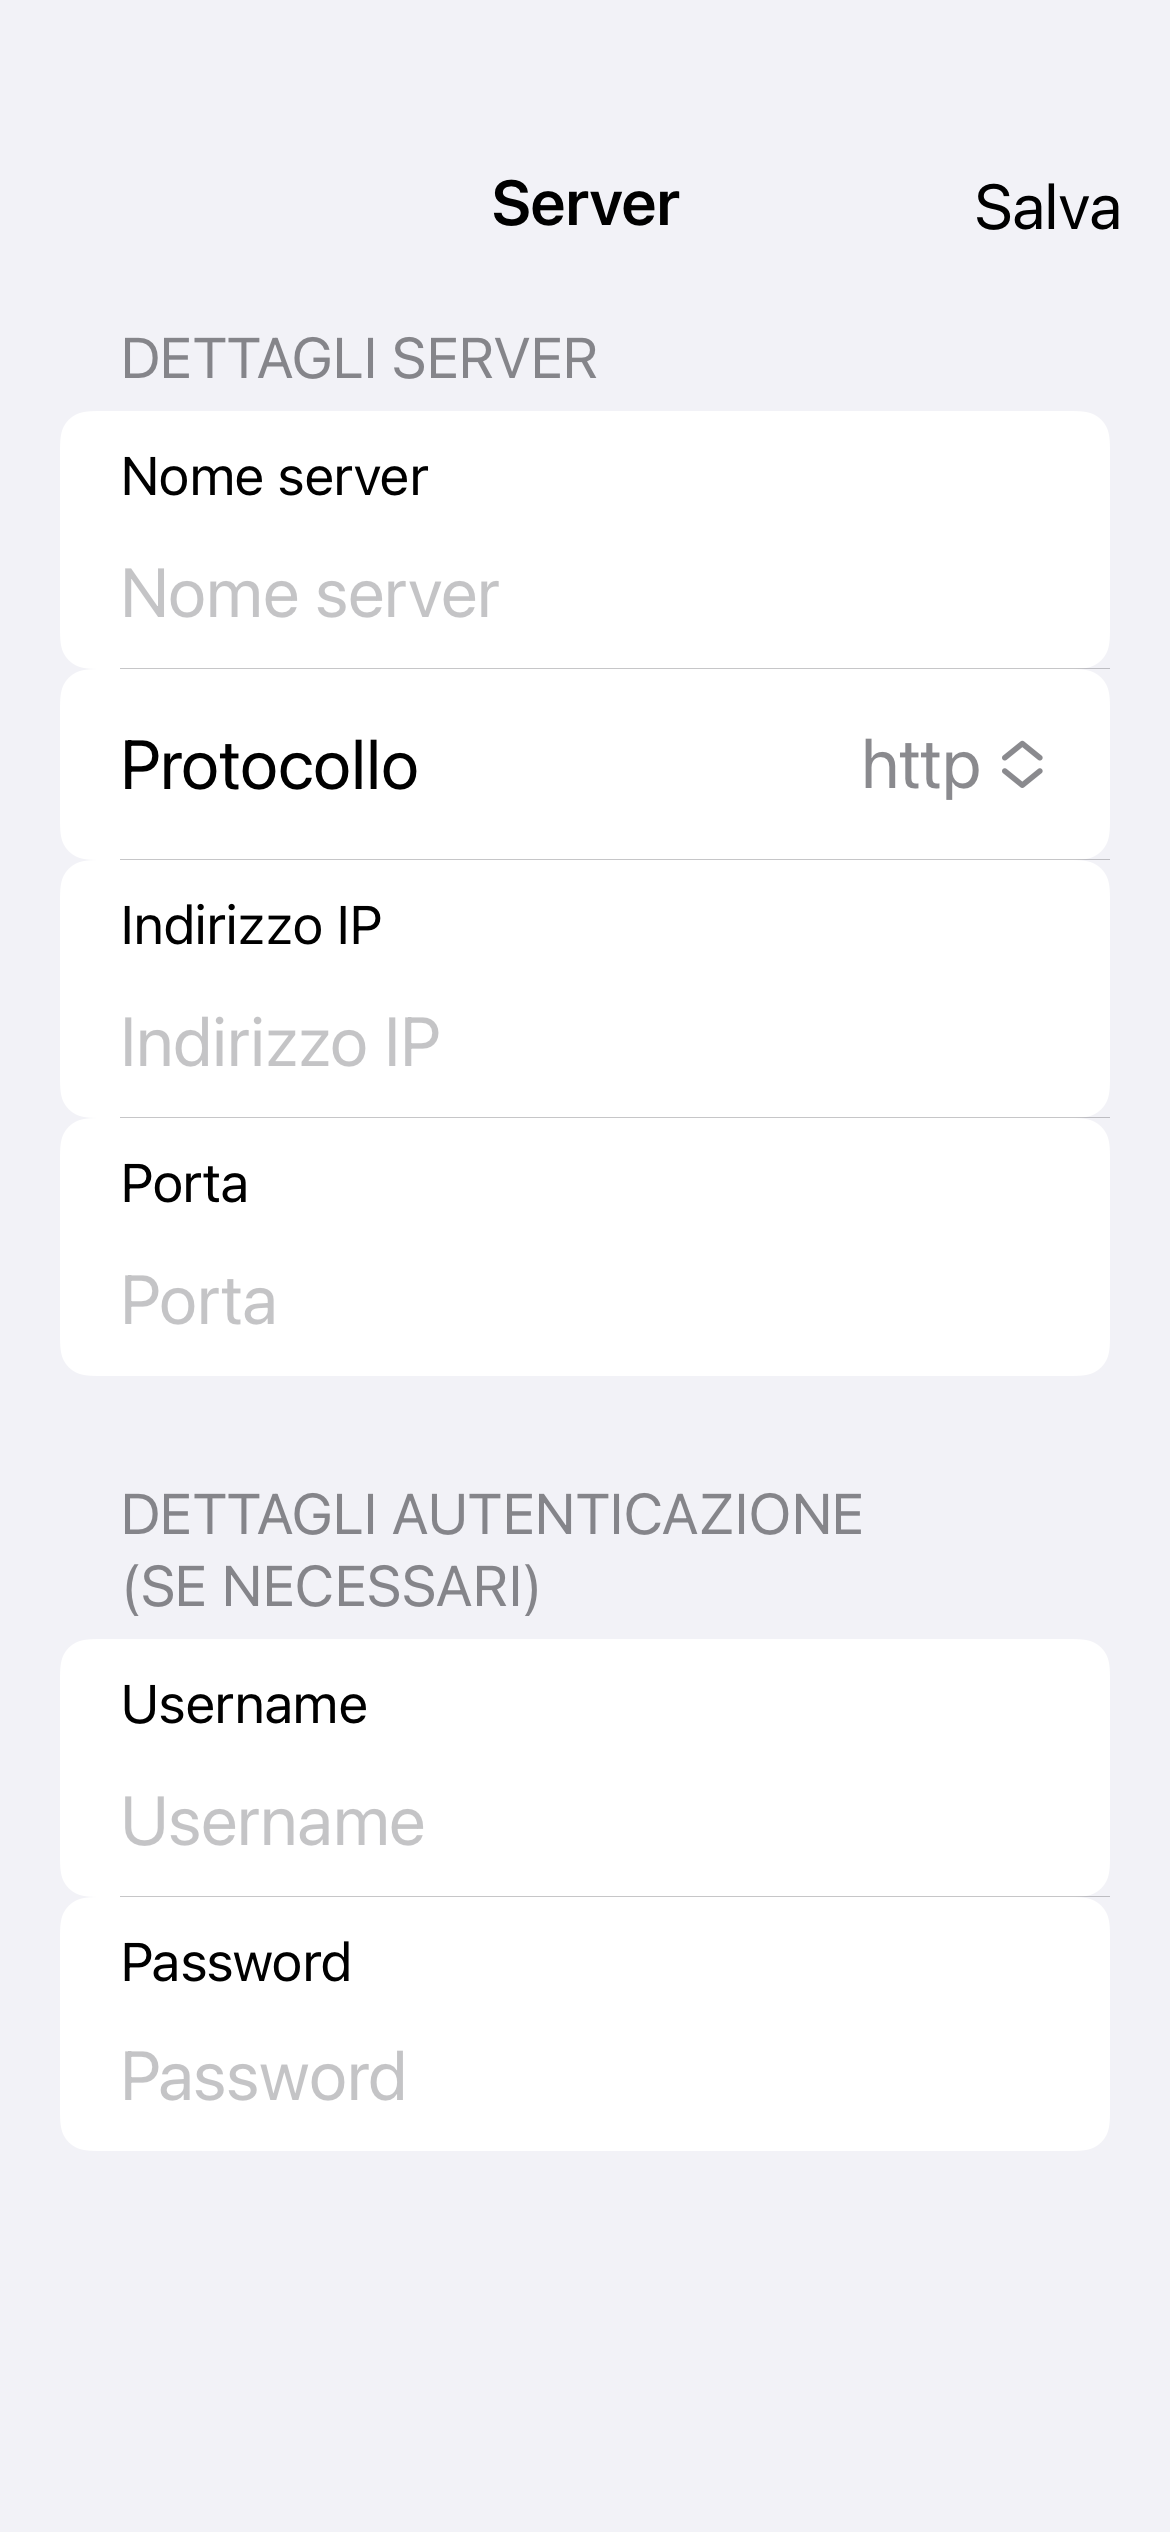 Server
Salva
DETTAGLI SERVER
Nome server
Nome server
Protocollo
http
Indirizzo IP
Indirizzo IP
Porta
Porta
DETTAGLI AUTENTICAZIONE
(SE NECESSARI)
Username
Username
Password
Password